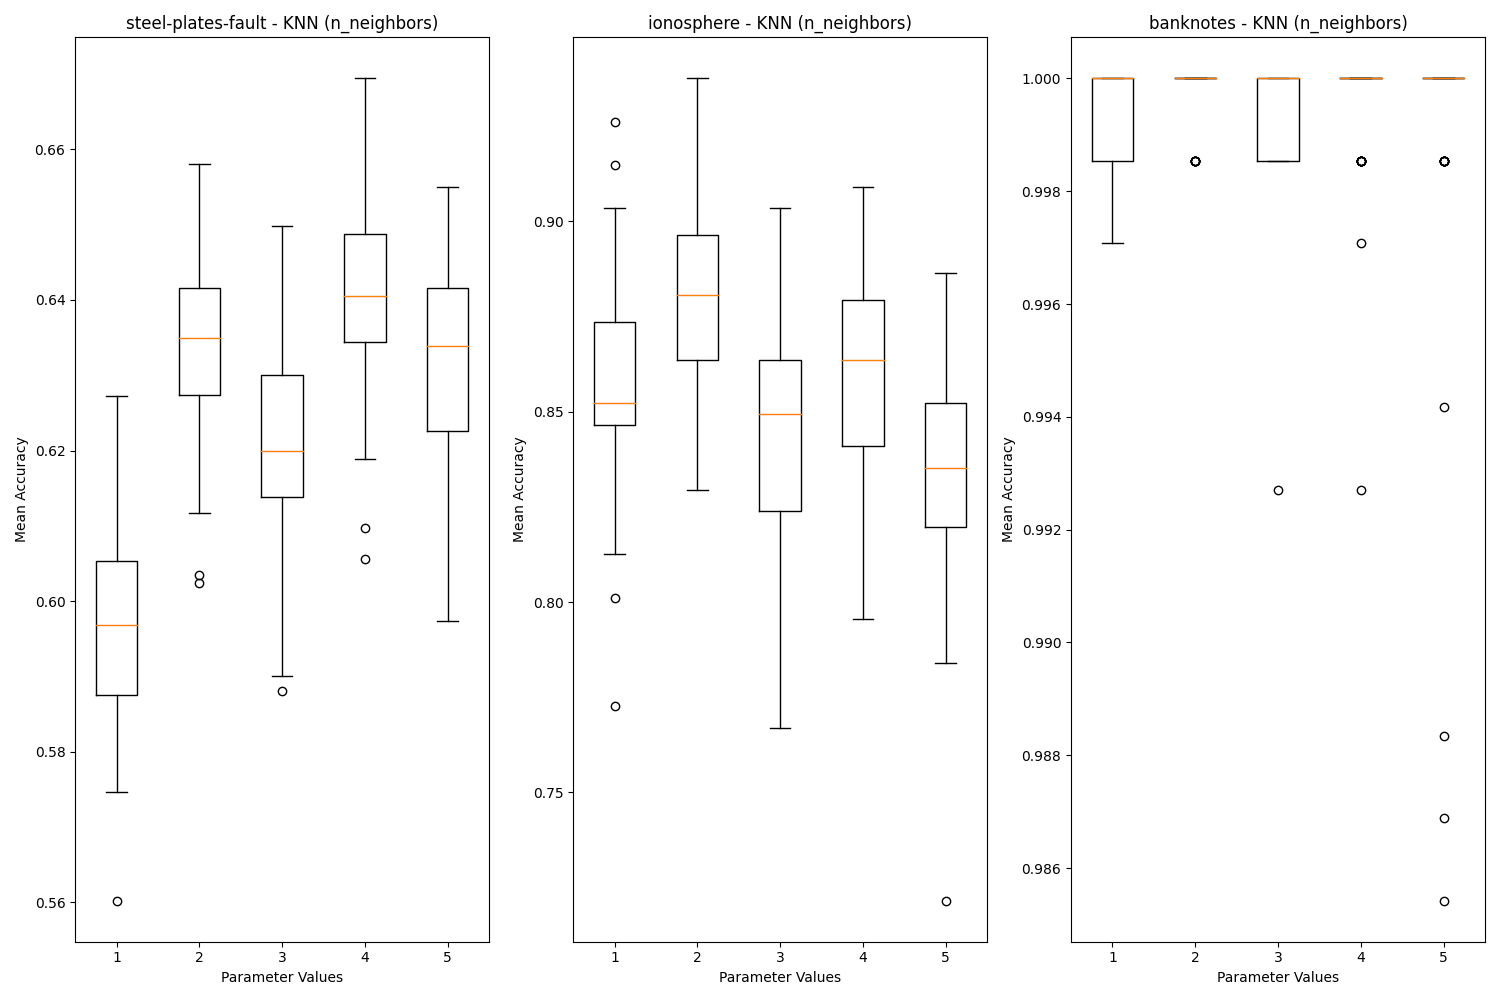 steel-plates-fault - KNN (n_neighbors)
Mean Accuracy
0.66
0.64
0.62
0.60
0.58
0.56
1 2 3 4 5
Parameter Values
ionosphere - KNN (n_neighbors)
Mean Accuracy
0.90
0.85
0.80
0.75
1 2 3 4 5
Parameter Values
banknotes - KNN (n_neighbors)
Mean Accuracy
1.000
0.998
0.996
0.994
0.992
0.990
0.988
0.986
1 2 3 4 5
Parameter Values